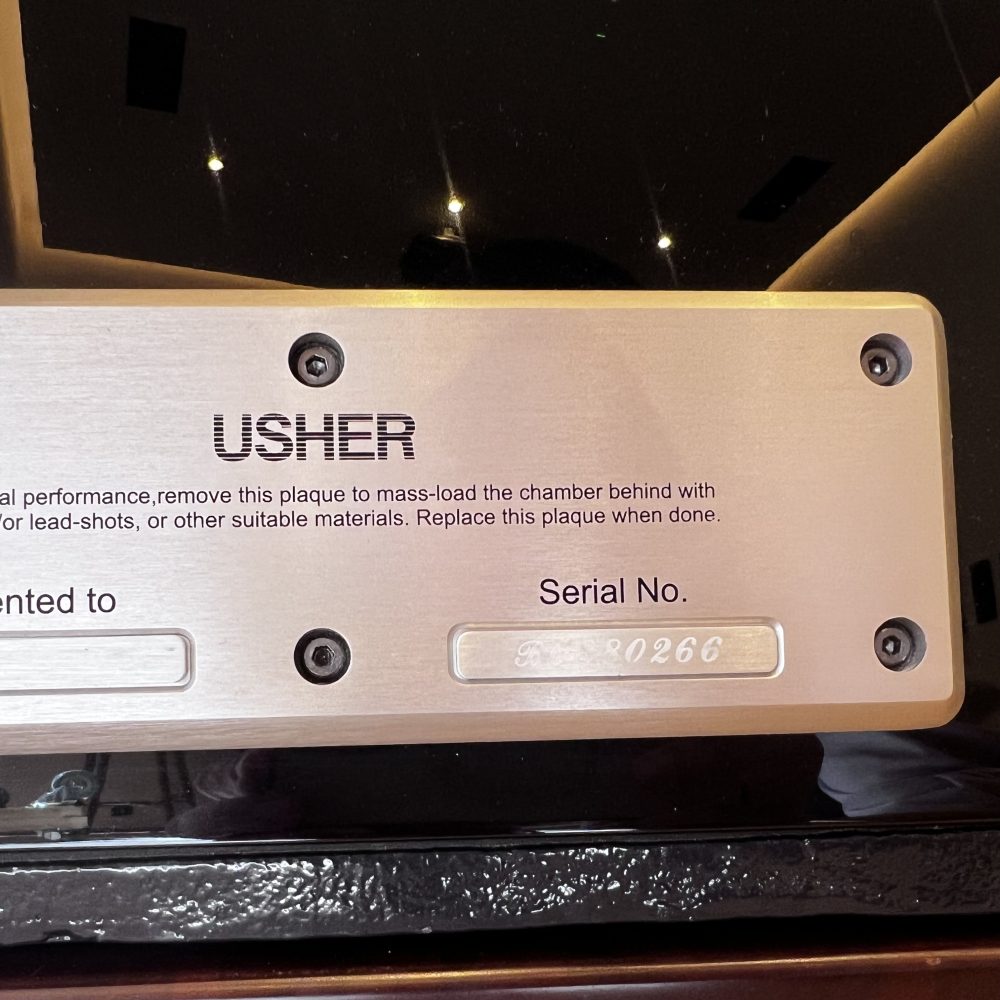 USHER
al performance,remove this plaque to mass-load the chamber behind with
/or lead-shots, or other suitable materials. Replace this plaque when done.
ented to
Serial No.